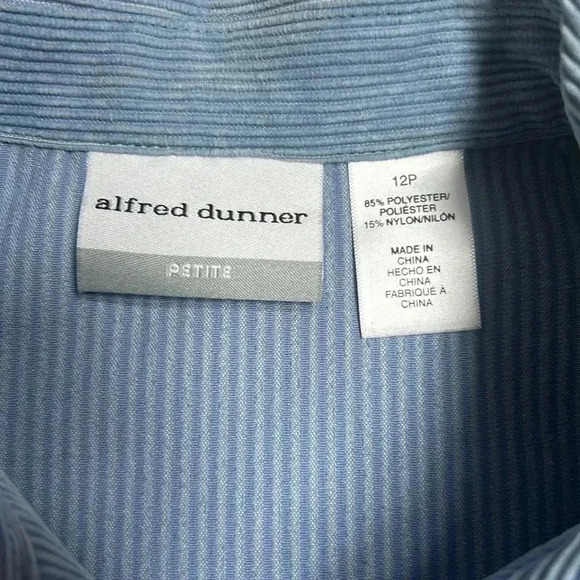 alfred dunner
PETITE
12P
85% POLYESTER/
POLIÉSTER
15% NYLON/NILÓN
MADE IN
CHINA
HECHO EN
CHINA
FABRIQUÉ À
CHINA